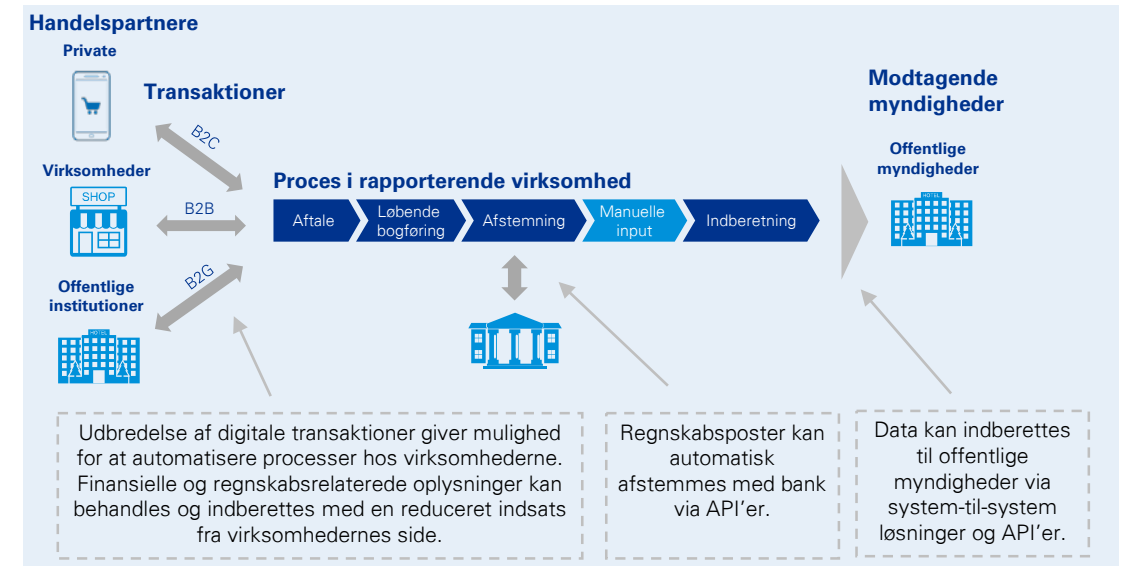 Handelspartnere
Private
Transaktioner
B2C
Virksomheder
SHOP
B2B
Offentlige
institutioner
B2G
HOTEL
Proces i rapporterende virksomhed
Aftale
Løbende
bogføring
Afstemning
Manuelle
input
Indberetning
Modtagende
myndigheder
Offentlige
myndigheder
HOTEL
Udbredelse af digitale transaktioner giver mulighed
for at automatisere processer hos virksomhederne.
Finansielle og regnskabsrelaterede oplysninger kan
behandles og indberettes med en reduceret indsats
fra virksomhedernes side.
Regnskabsposter kan
automatisk
afstemmes med bank
via API’er.
Data kan indberettes
til offentlige
myndigheder via
system-til-system
løsninger og API’er.